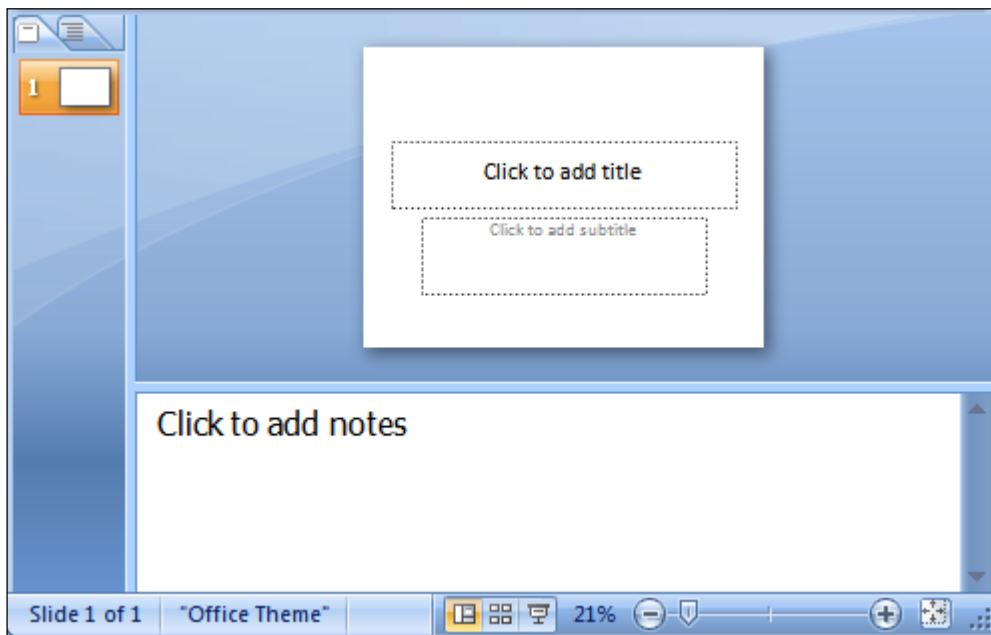 1
Click to add title
Click to add subtitle
Click to add notes
Slide 1 of 1 "Office Theme" 21%